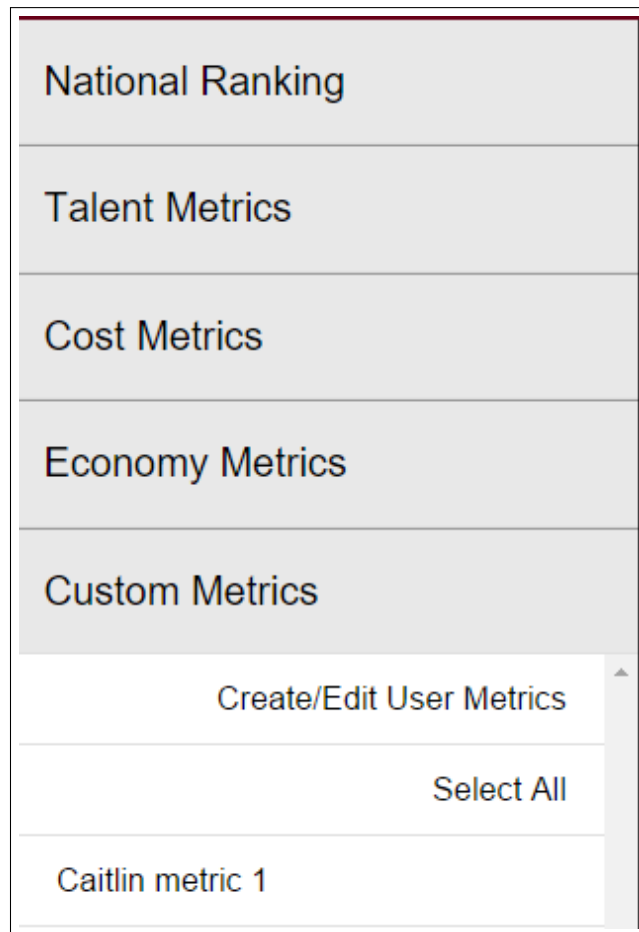 National Ranking
Talent Metrics
Cost Metrics
Economy Metrics
Custom Metrics
Create/Edit User Metrics
Select All
Caitlin metric 1